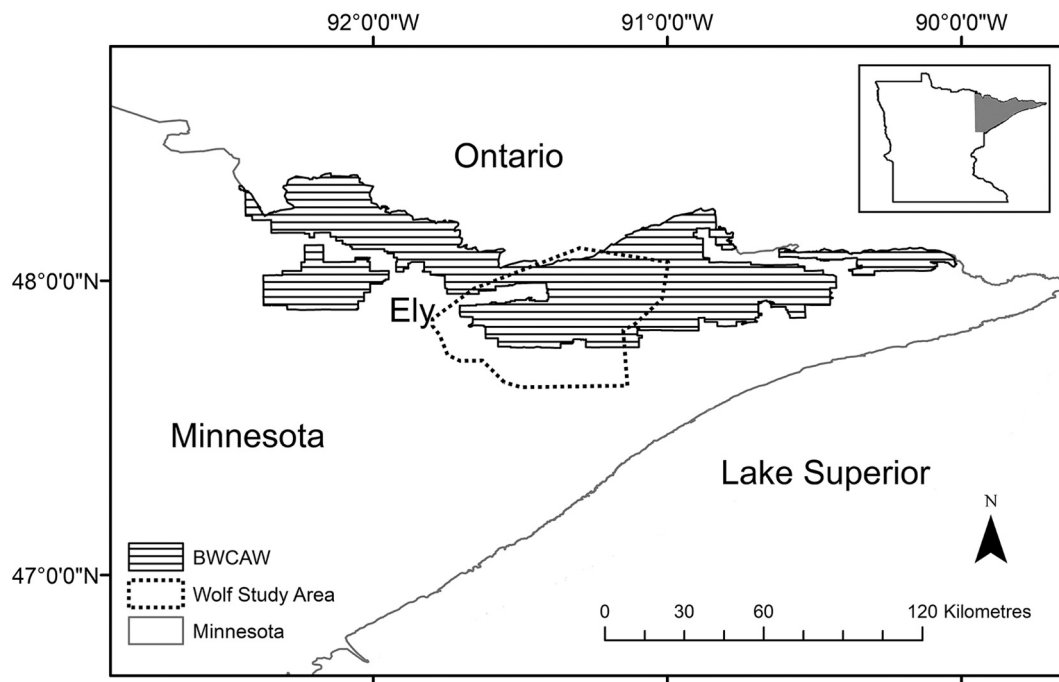 92°0'0"W 91°0'0"W 90°0'0"W
Ontario
48°0'0"N
Ely
Minnesota
Lake Superior
N
47°0'0"N
BWCAW
Wolf Study Area
Minnesota
0 30 60 120 Kilometres